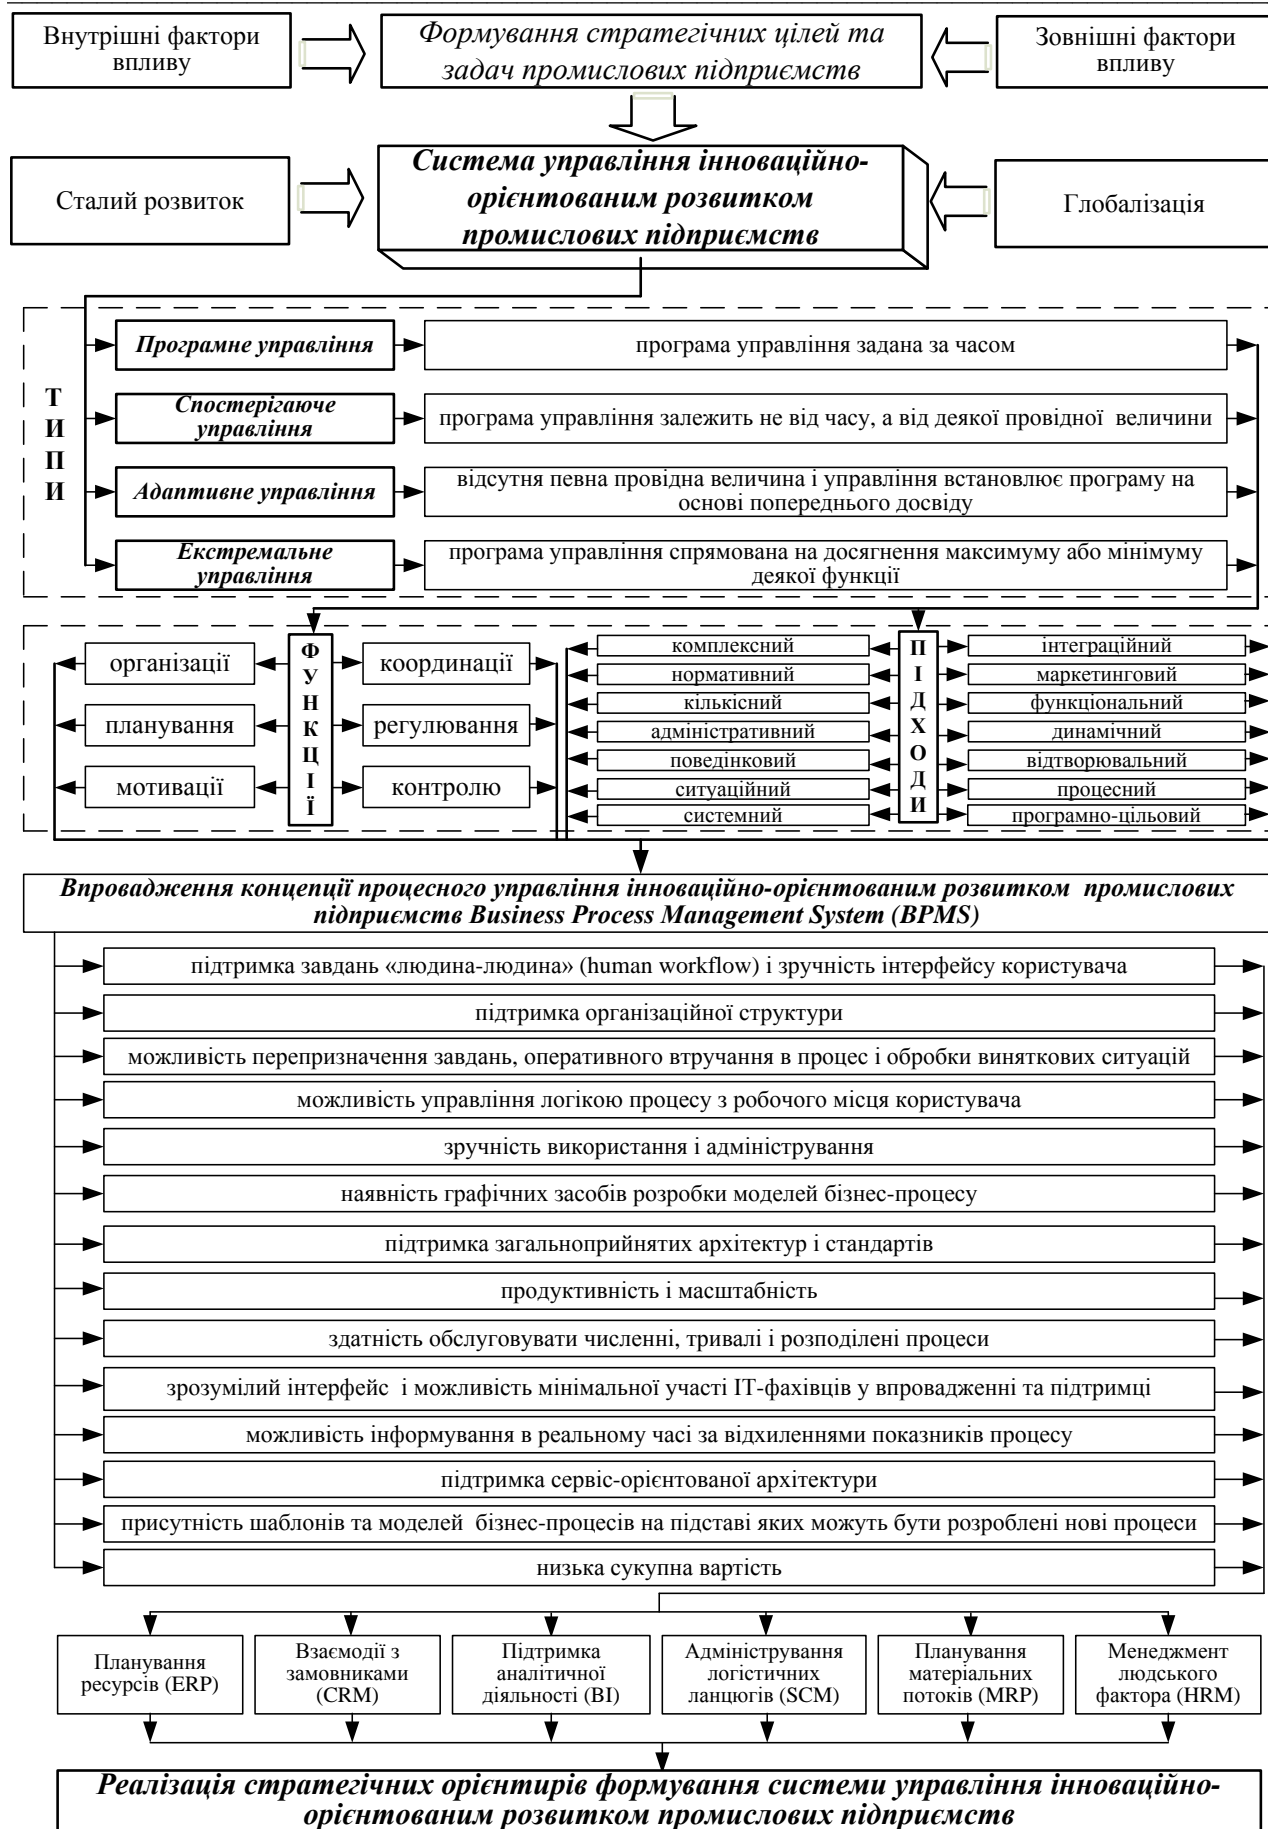 Внутрішні фактори
впливу
Формування стратегічних цілей та
задач промислових підприємств
Зовнішні фактори
впливу
Сталий розвиток
Система управління інноваційно-
орієнтованим розвитком
промислових підприємств
Глобалізація
ТИПИ
Програмне управління
програма управління задана за часом
Спостерігаюче
управління
програма управління залежить не від часу, а від деякої провідної величини
Адаптивне управління
відсутня певна провідна величина і управління встановлює програму на
основі попереднього досвіду
Екстремальне
управління
програма управління спрямована на досягнення максимуму або мінімуму
деякої функції
ФУНКЦІЇ
організації
планування
мотивації
координації
регулювання
контролю
ПІДХОДИ
комплексний
нормативний
кількісний
адміністративний
поведінковий
ситуаційний
системний
інтеграційний
маркетинговий
функціональний
динамічний
відтворювальний
процесний
програмно-цільовий
Впровадження концепції процесного управління інноваційно-орієнтованим розвитком промислових
підприємств Business Process Management System (BPMS)
підтримка завдань «людина-людина» (human workflow) і зручність інтерфейсу користувача
підтримка організаційної структури
можливість перепризначення завдань, оперативного втручання в процес і обробки виняткових ситуацій
можливість управління логікою процесу з робочого місця користувача
зручність використання і адміністрування
наявність графічних засобів розробки моделей бізнес-процесу
підтримка загальноприйнятих архітектур і стандартів
продуктивність і масштабність
здатність обслуговувати численні, тривалі і розподілені процеси
зрозумілий інтерфейс і можливість мінімальної участі ІТ-фахівців у впровадженні та підтримці
можливість інформування в реальному часі за відхиленнями показників процесу
підтримка сервіс-орієнтованої архітектури
присутність шаблонів та моделей бізнес-процесів на підставі яких можуть бути розроблені нові процеси
низька сукупна вартість
Планування
ресурсів (ERP)
Взаємодії з
замовниками
(CRM)
Підтримка
аналітичної
діяльності (BI)
Адміністрування
логістичних
ланцюгів (SCM)
Планування
матеріальних
потоків (MRP)
Менеджмент
людського
фактора (HRM)
Реалізація стратегічних орієнтирів формування системи управління інноваційно-
орієнтованим розвитком промислових підприємств